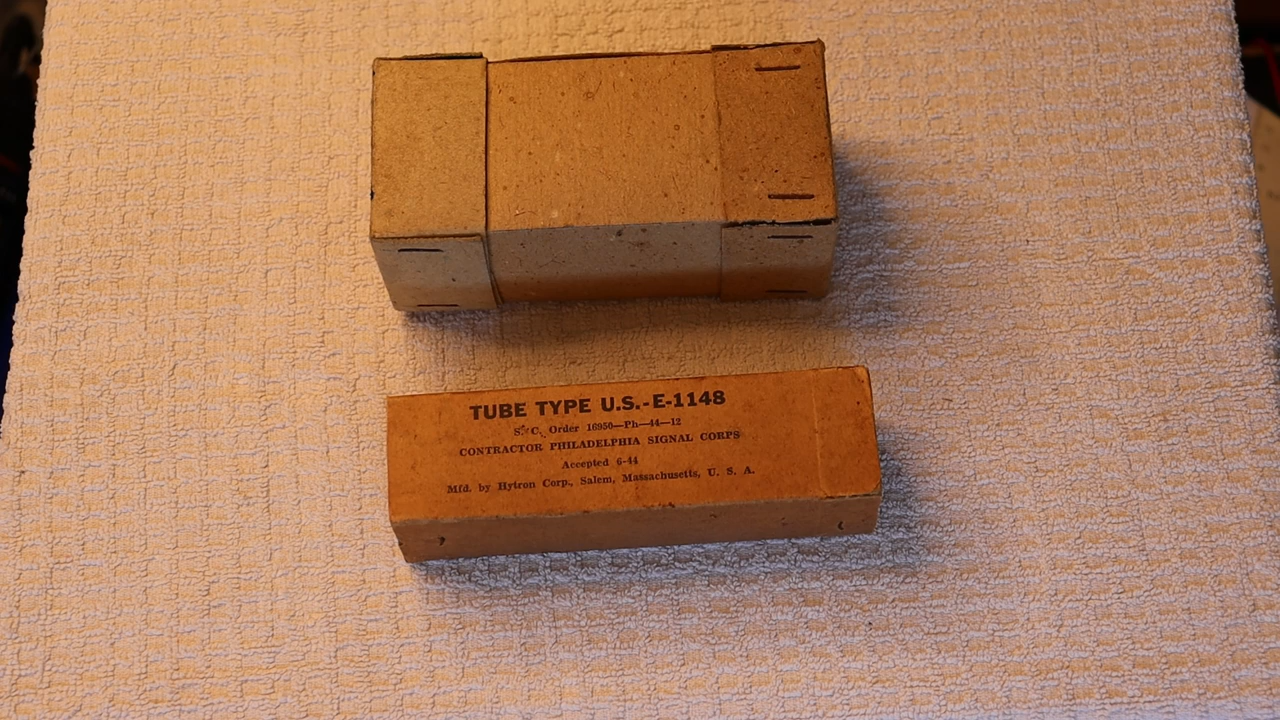 TUBE TYPE U.S.-E-1148
S. C. Order 16950—Ph—44—12
CONTRACTOR PHILADELPHIA SIGNAL CORPS
Accepted 6-44
Mfd. by Hytron Corp., Salem, Massachusetts, U. S. A.